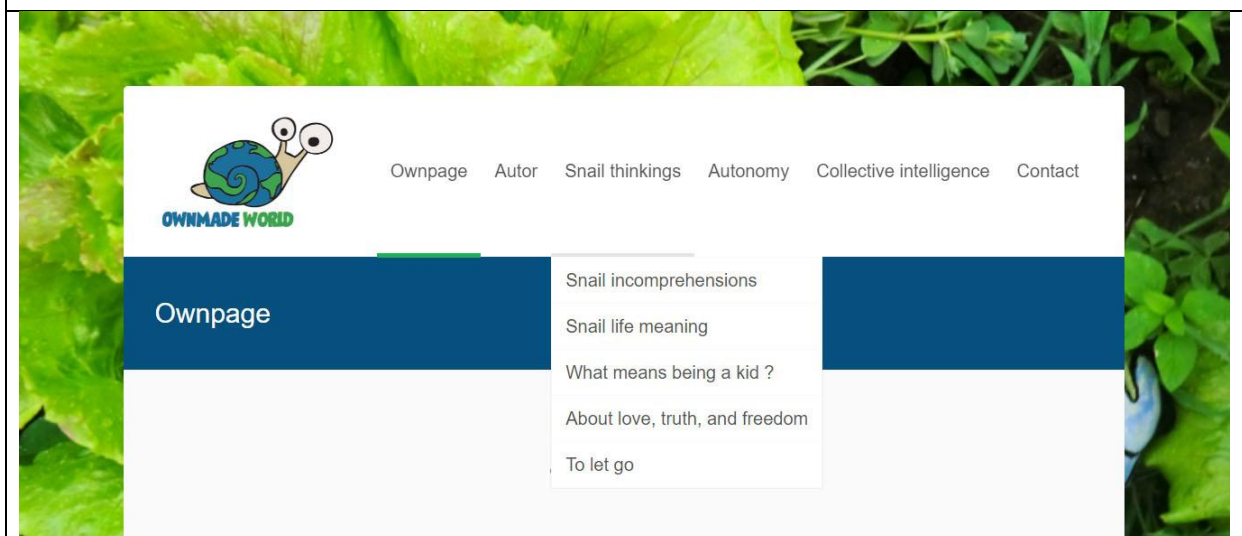 Ownpage Autor Snail thinkings Autonomy Collective intelligence Contact
OWNMADE WORLD
Ownpage
Snail incomprehensions
Snail life meaning
What means being a kid ?
About love, truth, and freedom
To let go